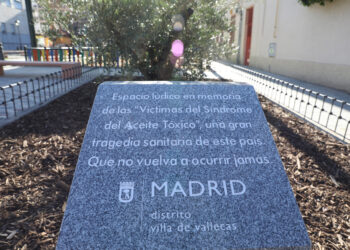 Espacio lúdico en memoria
de las "Víctimas del Síndrome
del Aceite Tóxico", una gran
tragedia sanitaria de este país.
Que no vuelva a ocurrir jamás.
MADRID
distrito
villa de vallecas